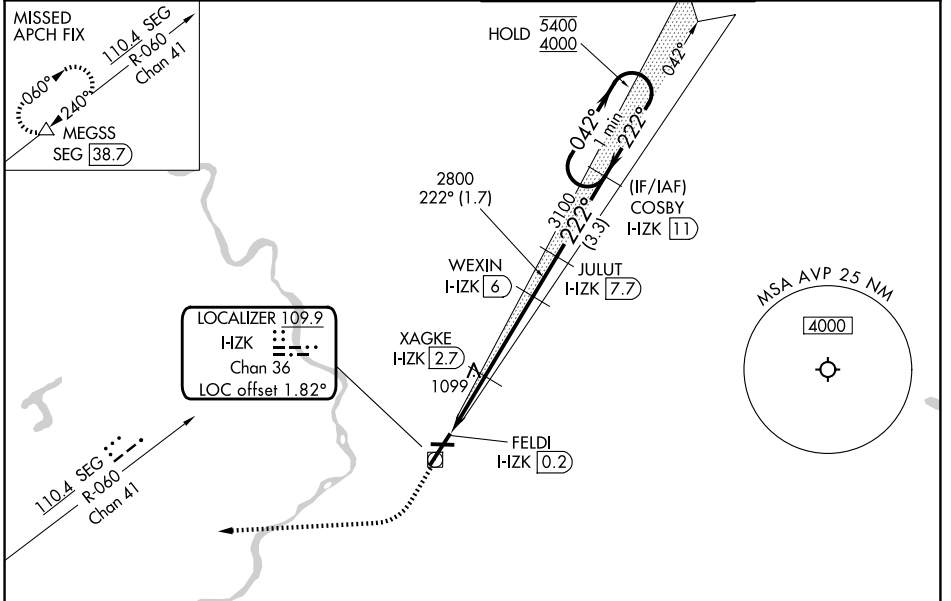 MISSED
APCH FIX
110.4 SEG
R-060
Chan 41
060°
240°
MEGSS
SEG 38.7
HOLD 5400
4000
042°
042°
1 min
222°
2800
222° (1.7)
3100
222°
(3.3)
(IF/IAF)
COSBY
I-IZK 11
WEXIN
I-IZK 6
JULUT
I-IZK 7.7
MSA AVP 25 NM
4000
LOCALIZER 109.9
I-IZK
Chan 36
LOC offset 1.82°
XAGKE
I-IZK 2.7
1099
FELDI
I-IZK 0.2
110.4 SEG
R-060
Chan 41